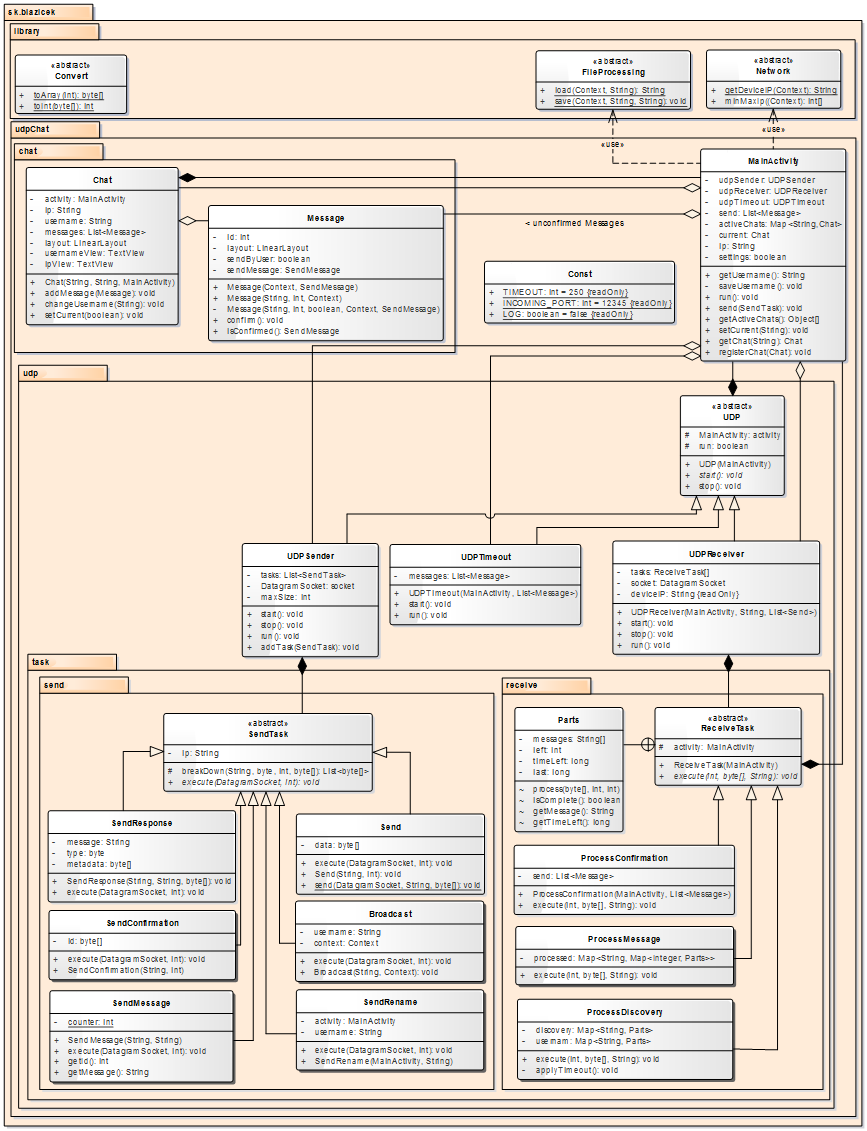 sk.blazicek
library
«abstract»
Convert
+ toArray(int): byte[]
+ toInt(byte[]): int
«abstract»
FileProcessing
+ load(Context, String): String
+ save(Context, String, String): void
«abstract»
Network
+ getDeviceIP(Context): String
+ minMaxIp((Context): int[]
udpChat
«use»
«use»
chat
Chat
- activity: MainActivity
- ip: String
- username: String
- messages: List<Message>
- layout: LinearLayout
- usernameView: TextView
- ipView: TextView
+ Chat(String, String, MainActivity)
+ addMessage(Message): void
+ changeUsername(String): void
+ setCurrent(boolean): void
Message
- id: int
- layout: LinearLayout
- sendByUser: boolean
- sendMessage: SendMessage
+ Message(Context, SendMessage)
+ Message(String, int, Context)
- Message(String, int, boolean, Context, SendMessage)
+ confirm(): void
+ isConfirmed(): SendMessage
< unconfirmed Messages
MainActivity
- udpSender: UDPSender
- udpReceiver: UDPReceiver
- udpTimeout: UDPTimeout
- send: List<Message>
- activeChats: Map<String,Chat>
- current: Chat
- ip: String
- settings: boolean
+ getUsername(): String
- saveUsername(): void
+ run(): void
+ send(SendTask): void
+ getActiveChats(): Object[]
+ setCurrent(String): void
+ getChat(String): Chat
+ registerChat(Chat): void
Const
+ TIMEOUT: int = 250 {readOnly}
+ INCOMING_PORT: int = 12345 {readOnly}
+ LOG: boolean = false {readOnly}
udp
«abstract»
UDP
# MainActivity: activity
# run: boolean
+ UDP(MainActivity)
+ start(): void
+ stop(): void
UDPSender
- tasks: List<SendTask>
- DatagramSocket: socket
- maxSize: int
+ start(): void
+ stop(): void
+ run(): void
+ addTask(SendTask): void
UDPTimeout
- messages: List<Message>
+ UDPTimeout(MainActivity, List<Message>)
+ start(): void
+ run(): void
UDPReceiver
- tasks: ReceiveTask[]
- socket: DatagramSocket
- deviceIP: String {readOnly}
+ UDPReceiver(MainActivity, String, List<Send>)
+ start(): void
+ stop(): void
+ run(): void
task
send
«abstract»
SendTask
- ip: String
# breakDown(String, byte, int, byte[]): List<byte[]>
+ execute(DatagramSocket, int): void
SendResponse
- message: String
- type: byte
- metadata: byte[]
+ SendResponse(String, String, byte[]): void
+ execute(DatagramSocket, int): void
Send
- data: byte[]
+ execute(DatagramSocket, int): void
+ Send(String, int): void
+ send(DatagramSocket, String, byte[]): void
SendConfirmation
- id: byte[]
+ execute(DatagramSocket, int): void
+ SendConfirmation(String, int)
Broadcast
- username: String
- context: Context
+ execute(DatagramSocket, int): void
+ Broadcast(String, Context): void
SendMessage
- counter: int
+ SendMessage(String, String)
+ execute(DatagramSocket, int): void
+ getId(): int
+ getMessage(): String
SendRename
- activity: MainActivity
- username: String
+ execute(DatagramSocket, int): void
+ SendRename(MainActivity, String)
receive
Parts
- messages: String[]
- left: int
- timeLeft: long
- last: long
~ process(byte[], int, int)
~ isComplete(): boolean
~ getMessage(): String
~ getTimeLeft(): long
«abstract»
ReceiveTask
# activity: MainActivity
+ ReceiveTask(MainActivity)
+ execute(int, byte[], String): void
ProcessConfirmation
- send: List<Message>
+ ProcessConfirmation(MainActivity, List<Message>)
+ execute(int, byte[], String): void
ProcessMessage
- processed: Map<String, Map<Integer, Parts>>
+ execute(int, byte[], String): void
ProcessDiscovery
- discovery: Map<String, Parts>
- usernam: Map<String, Parts>
+ execute(int, byte[], String): void
- applyTimeout(): void